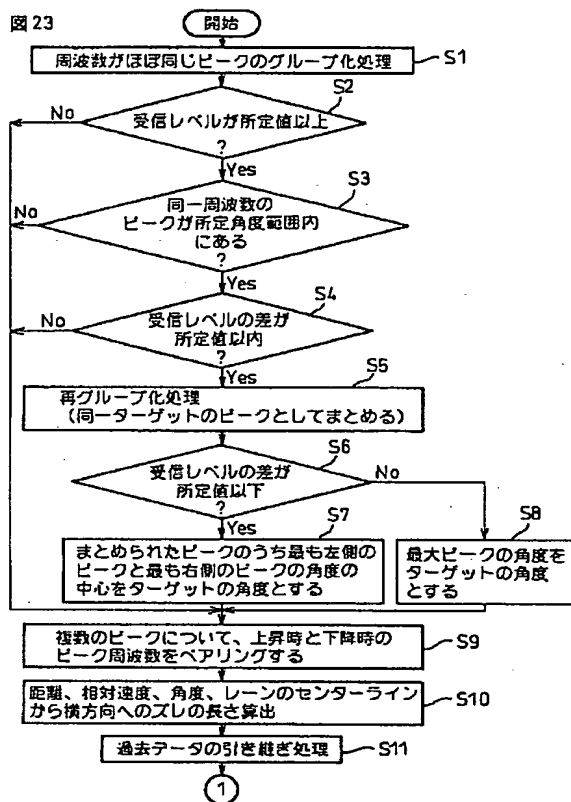 図23
開始
周波数がほぼ同じピークのグループ化処理
S1
S2
受信レベルが所定値以上
?
No
Yes
S3
同一周波数の
ピークが所定角度範囲内
にある
?
No
Yes
S4
受信レベルの差が
所定値以内
?
No
Yes
S5
再グループ化処理
(同一ターゲットのピークとしてまとめる)
S6
受信レベルの差が
所定値以下
?
No
Yes
S7
まとめられたピークのうち最も左側の
ピークと最も右側のピークの角度の
中心をターゲットの角度とする
S8
最大ピークの角度を
ターゲットの角度
とする
複数のピークについて、上昇時と下降時の
ピーク周波数をペアリングする
S9
距離、相対速度、角度、レーンのセンターライン
から横方向へのズレの長さ算出
S10
過去データの引き継ぎ処理
S11
1